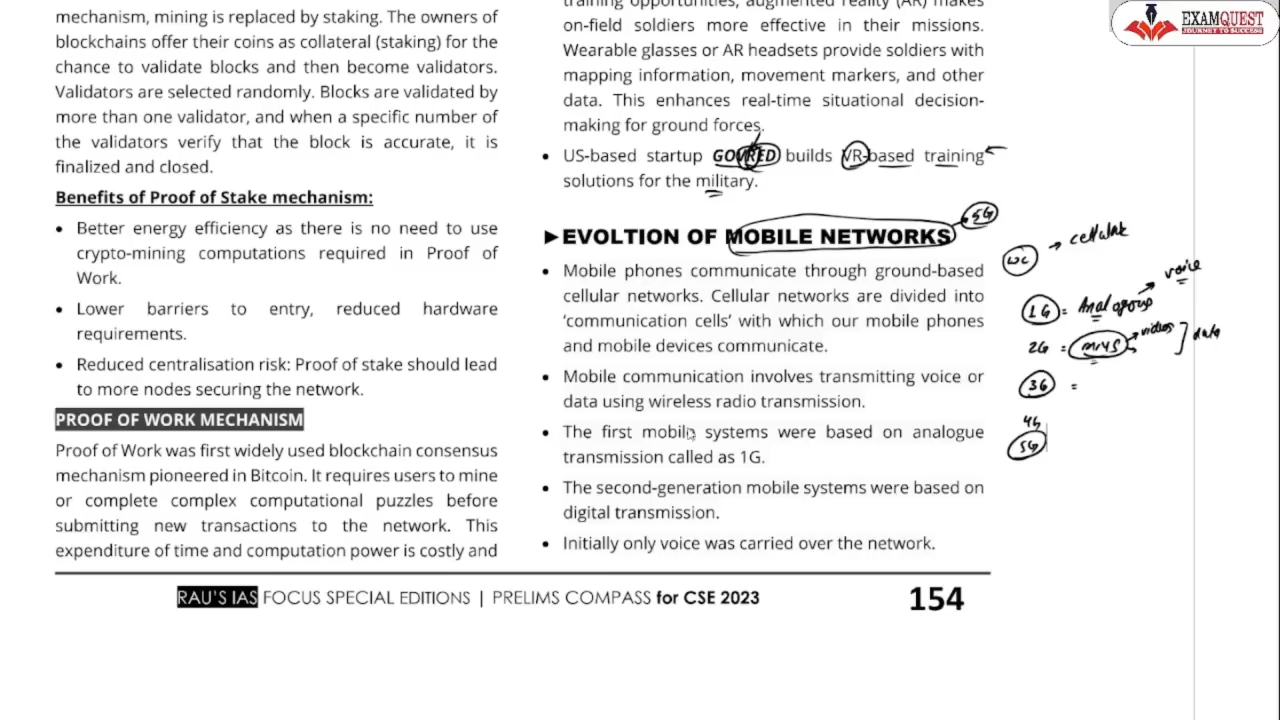 mechanism, mining is replaced by staking. The owners of
blockchains offer their coins as collateral (staking) for the
chance to validate blocks and then become validators.
Validators are selected randomly. Blocks are validated by
more than one validator, and when a specific number of
the validators verify that the block is accurate, it is
finalized and closed.
Benefits of Proof of Stake mechanism:
• Better energy efficiency as there is no need to use
crypto-mining computations required in Proof of
Work.
• Lower barriers to entry, reduced hardware
requirements.
• Reduced centralisation risk: Proof of stake should lead
to more nodes securing the network.
PROOF OF WORK MECHANISM
Proof of Work was first widely used blockchain consensus
mechanism pioneered in Bitcoin. It requires users to mine
or complete complex computational puzzles before
submitting new transactions to the network. This
expenditure of time and computation power is costly and
training opportunities, augmented reality (AR) makes
on-field soldiers more effective in their missions.
Wearable glasses or AR headsets provide soldiers with
mapping information, movement markers, and other
data. This enhances real-time situational decision-
making for ground forces.
• US-based startup GOVRED builds VR-based training
solutions for the military.
►EVOLTION OF MOBILE NETWORKS
• Mobile phones communicate through ground-based
cellular networks. Cellular networks are divided into
‘communication cells’ with which our mobile phones
and mobile devices communicate.
• Mobile communication involves transmitting voice or
data using wireless radio transmission.
• The first mobile systems were based on analogue
transmission called as 1G.
• The second-generation mobile systems were based on
digital transmission.
• Initially only voice was carried over the network.
5G
cellular
voice
1G =
2G = videos data
3G =
4G
5G
RAU'S IAS FOCUS SPECIAL EDITIONS | PRELIMS COMPASS for CSE 2023 154
EXAMQUEST
JOURNEY TO SUCCESS